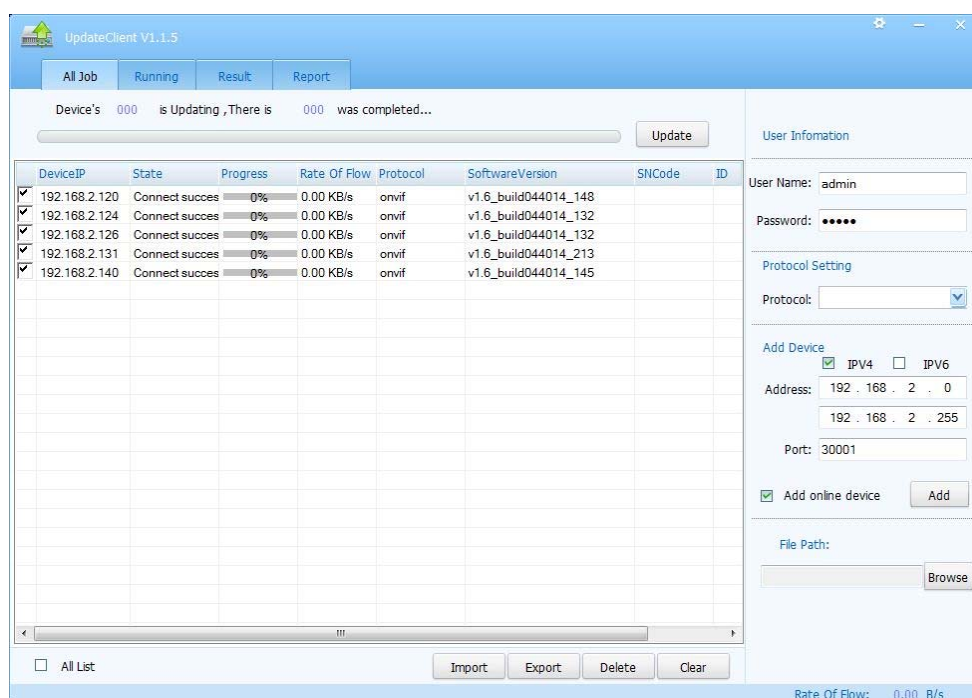 UpdateClient V1.1.5
All Job Running Result Report
Device's 000 is Updating ,There is 000 was completed...
Update
DeviceIP State Progress Rate Of Flow Protocol SoftwareVersion SNCode ID
192.168.2.120 Connect succes 0% 0.00 KB/s onvif v1.6_build044014_148
192.168.2.124 Connect succes 0% 0.00 KB/s onvif v1.6_build044014_132
192.168.2.126 Connect succes 0% 0.00 KB/s onvif v1.6_build044014_132
192.168.2.131 Connect succes 0% 0.00 KB/s onvif v1.6_build044014_213
192.168.2.140 Connect succes 0% 0.00 KB/s onvif v1.6_build044014_145
All List
Import Export Delete Clear
User Infomation
User Name: admin
Password: •••••
Protocol Setting
Protocol:
Add Device
IPV4 IPV6
Address: 192 . 168 . 2 . 0
192 . 168 . 2 . 255
Port: 30001
Add online device Add
File Path:
Browse
Rate Of Flow: 0.00 B/s